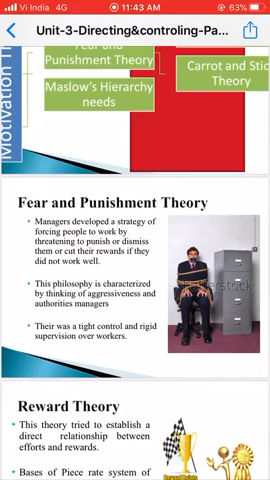 Vi India 4G
11:43 AM
63%
Unit-3-Directing&controling-Pa...
Motivation T
Fear and
Punishment Theory
Carrot and Stic
Theory
Maslow's Hierarchy
needs
Fear and Punishment Theory
Managers developed a strategy of
forcing people to work by
threatening to punish or dismiss
them or cut their rewards if they
did not work well.
This philosophy is characterized
by thinking of aggressiveness and
authorities managers
Their was a tight control and rigid
supervision over workers.
Reward Theory
This theory tried to establish a
direct relationship between
efforts and rewards.
Bases of Piece rate system of